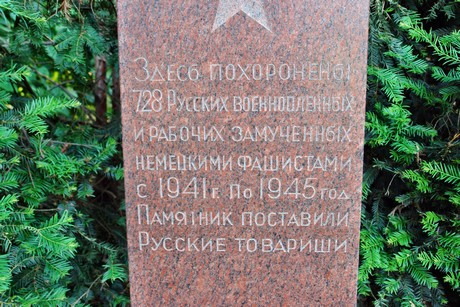 Здесь похоронены
728 Русских военнопленных
и рабочих замученных
немецкими фашистами
с 1941 г. по 1945 год
Памятник поставили
Русские товарищи